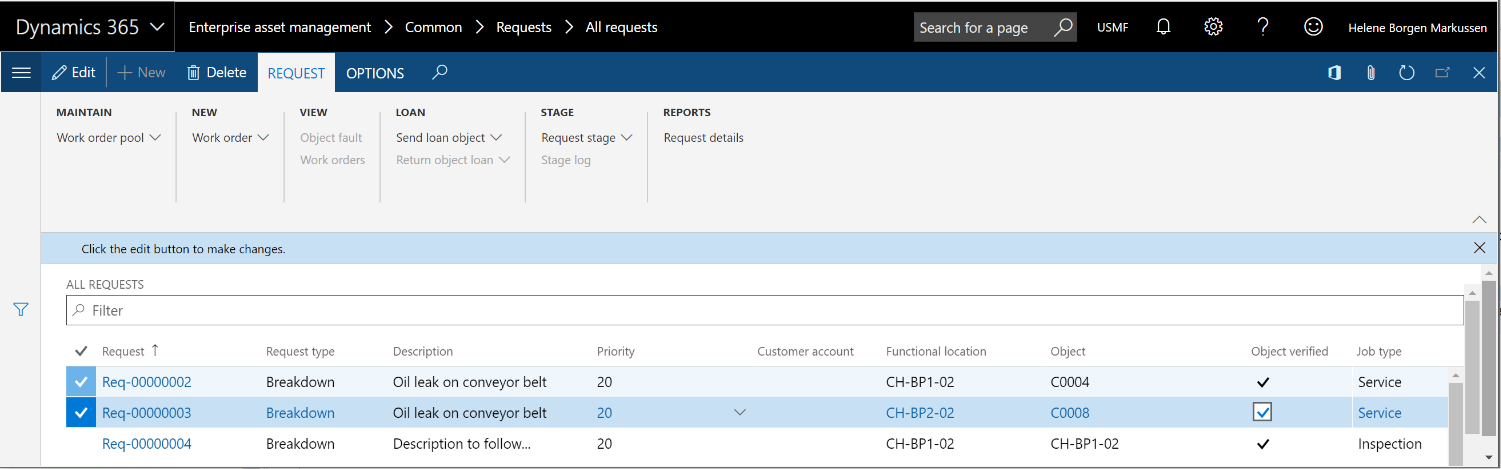 Dynamics 365 Enterprise asset management Common Requests All requests Search for a page USMF Helene Borgen Markussen
Edit New Delete REQUEST OPTIONS
MAINTAIN NEW VIEW LOAN STAGE REPORTS
Work order pool Work order Object fault Send loan object Request stage Request details
Work orders Return object loan Stage log
Click the edit button to make changes.
ALL REQUESTS
Filter
Request Request type Description Priority Customer account Functional location Object Object verified Job type
Req-00000002 Breakdown Oil leak on conveyor belt 20 CH-BP1-02 C0004 Service
Req-00000003 Breakdown Oil leak on conveyor belt 20 CH-BP2-02 C0008 Service
Req-00000004 Breakdown Description to follow... 20 CH-BP1-02 CH-BP1-02 Inspection